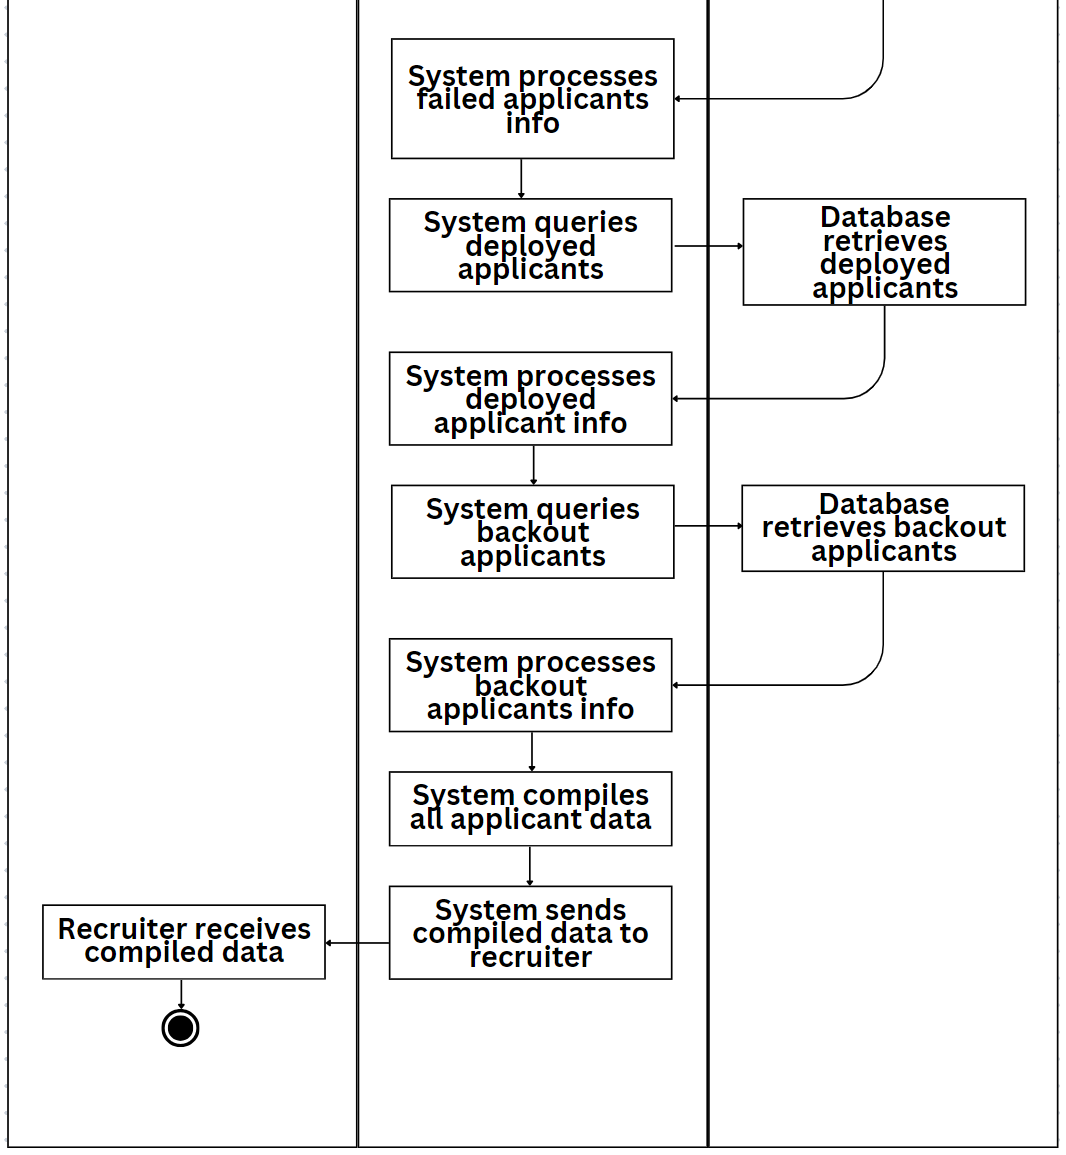 System processes
failed applicants
info
System queries
deployed
applicants
Database
retrieves
deployed
applicants
System processes
deployed
applicant info
System queries
backout
applicants
Database
retrieves backout
applicants
System processes
backout
applicants info
System compiles
all applicant data
System sends
compiled data to
recruiter
Recruiter receives
compiled data